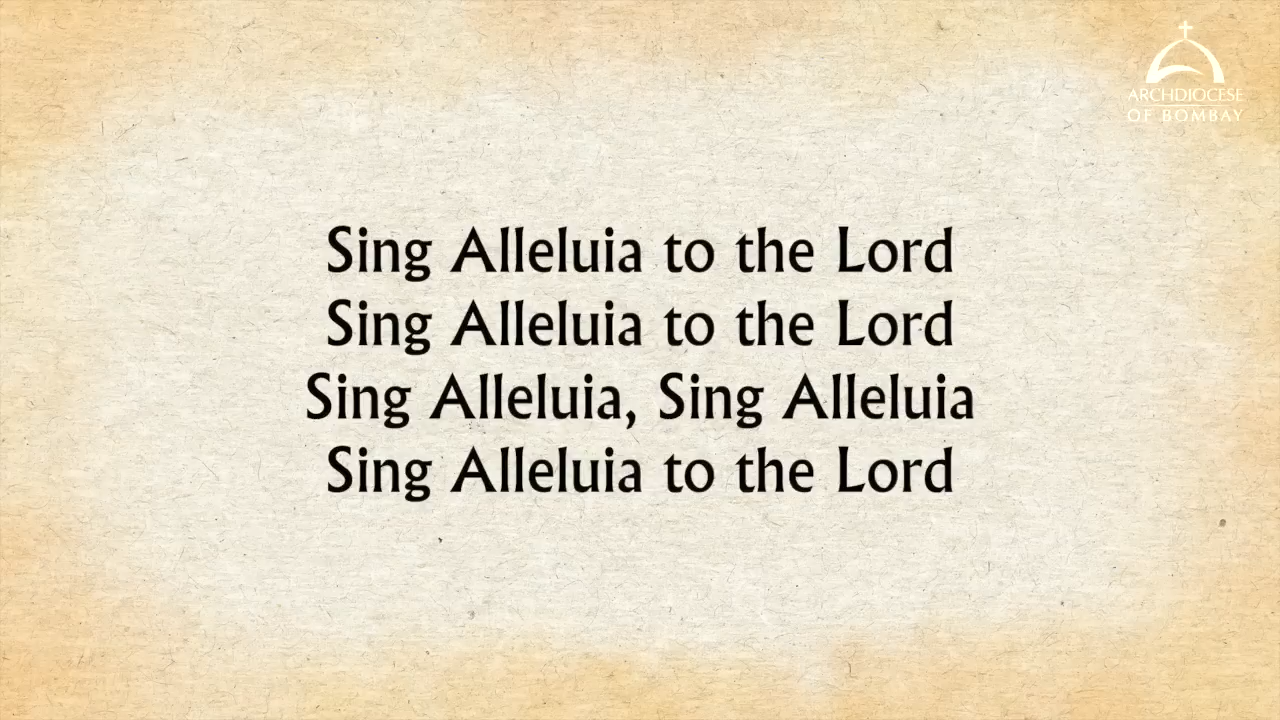 ARCHDIOCESE
OF BOMBAY
Sing Alleluia to the Lord
Sing Alleluia to the Lord
Sing Alleluia, Sing Alleluia
Sing Alleluia to the Lord